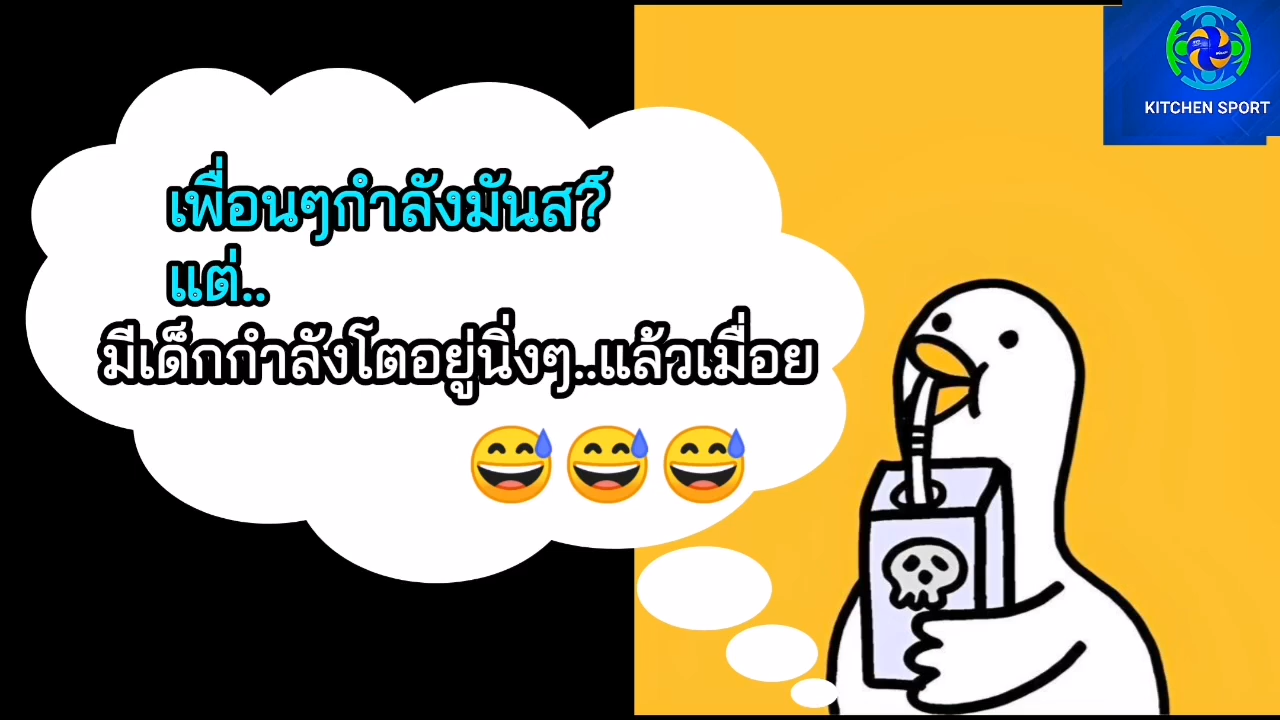 เพื่อนๆกำลังมันส์?
แต่..
มีเด็กกำลังโตอยู่นิ่งๆ..แล้วเมื่อย
😅😅😅
KITCHEN SPORT